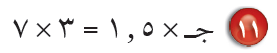 ١١ جـ × ١,٥ = ٣ × ٧